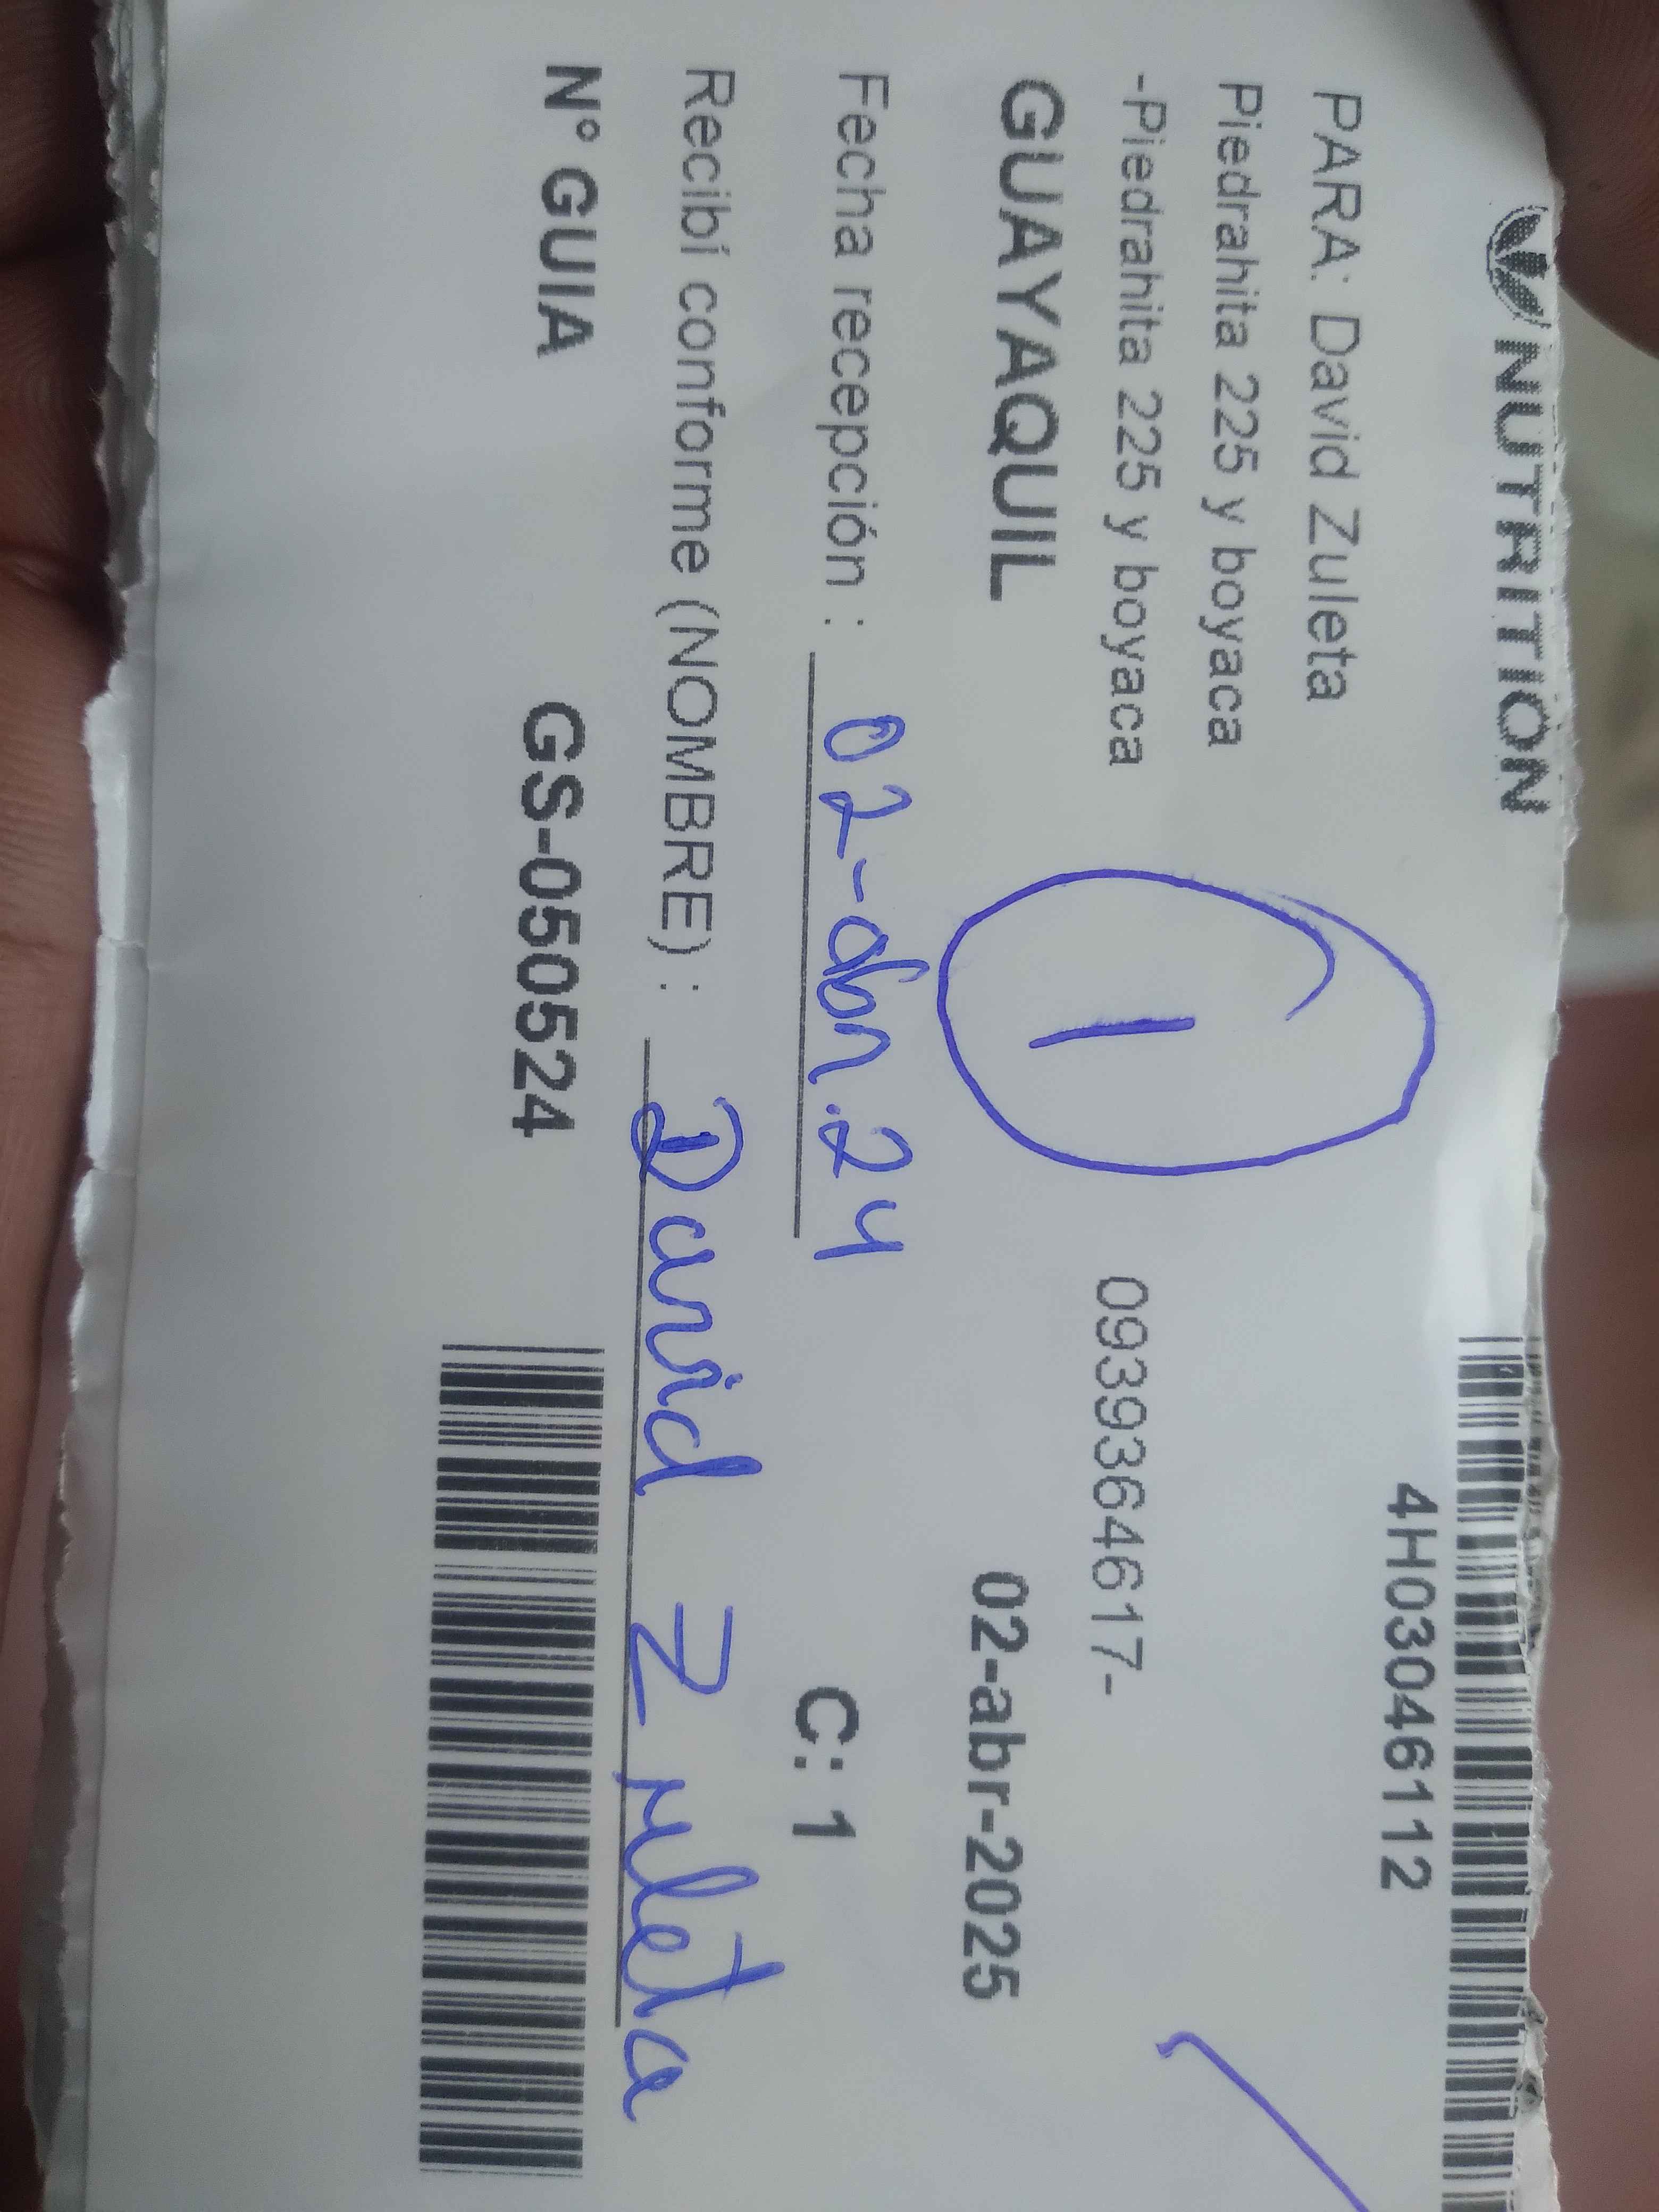 NUTRITION
4H03046112
PARA: David Zuleta
Piedrahita 225 y boyaca
-Piedrahita 225 y boyaca 0939364617-
1
GUAYAQUIL 02-abr-2025
Fecha recepción : 02-abr.24 C: 1
Recibí conforme (NOMBRE) : David Zuleta
N° GUIA GS-050524